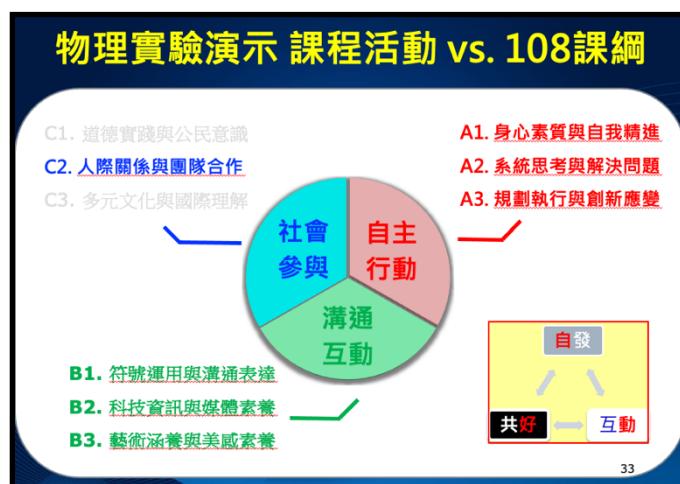 物理實驗演示 課程活動 vs. 108課綱
C1. 道德實踐與公民意識
C2. 人際關係與團隊合作
C3. 多元文化與國際理解
A1. 身心素質與自我精進
A2. 系統思考與解決問題
A3. 規劃執行與創新應變
社會
參與
自主
行動
溝通
互動
B1. 符號運用與溝通表達
B2. 科技資訊與媒體素養
B3. 藝術涵養與美感素養
自發
共好
互動
33